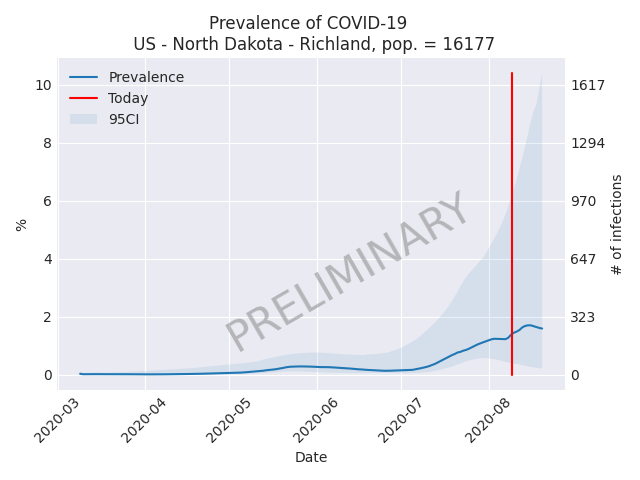 Prevalence of COVID-19
US - North Dakota - Richland, pop. = 16177
Prevalence
Today
95CI
PRELIMINARY
%
10
8
6
4
2
0
1617
1294
970
647
323
0
# of infections
2020-03
2020-04
2020-05
2020-06
2020-07
2020-08
Date